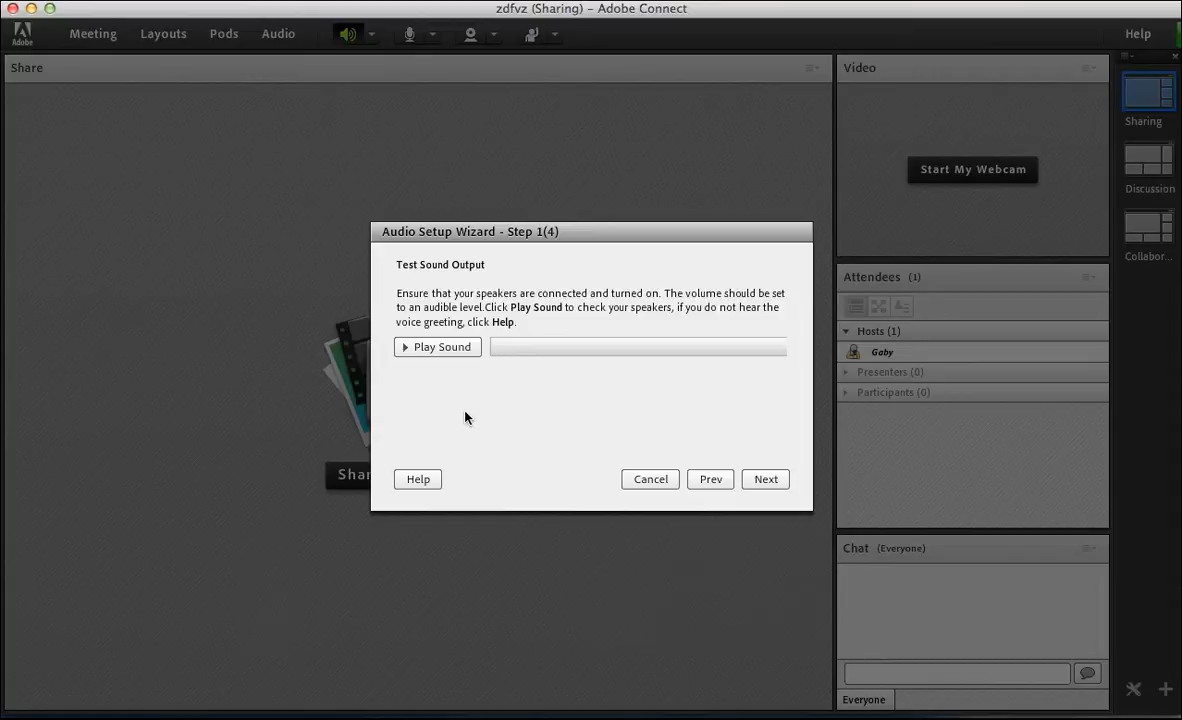 zdfvz (Sharing) – Adobe Connect
Adobe
Meeting
Layouts
Pods
Audio
Help
Share
Video
Start My Webcam
Sharing
Discussion
Collabor...
Audio Setup Wizard - Step 1(4)
Test Sound Output
Ensure that your speakers are connected and turned on. The volume should be set
to an audible level.Click Play Sound to check your speakers, if you do not hear the
voice greeting, click Help.
Play Sound
Help
Cancel
Prev
Next
Shar
Attendees (1)
Hosts (1)
Gaby
Presenters (0)
Participants (0)
Chat (Everyone)
Everyone